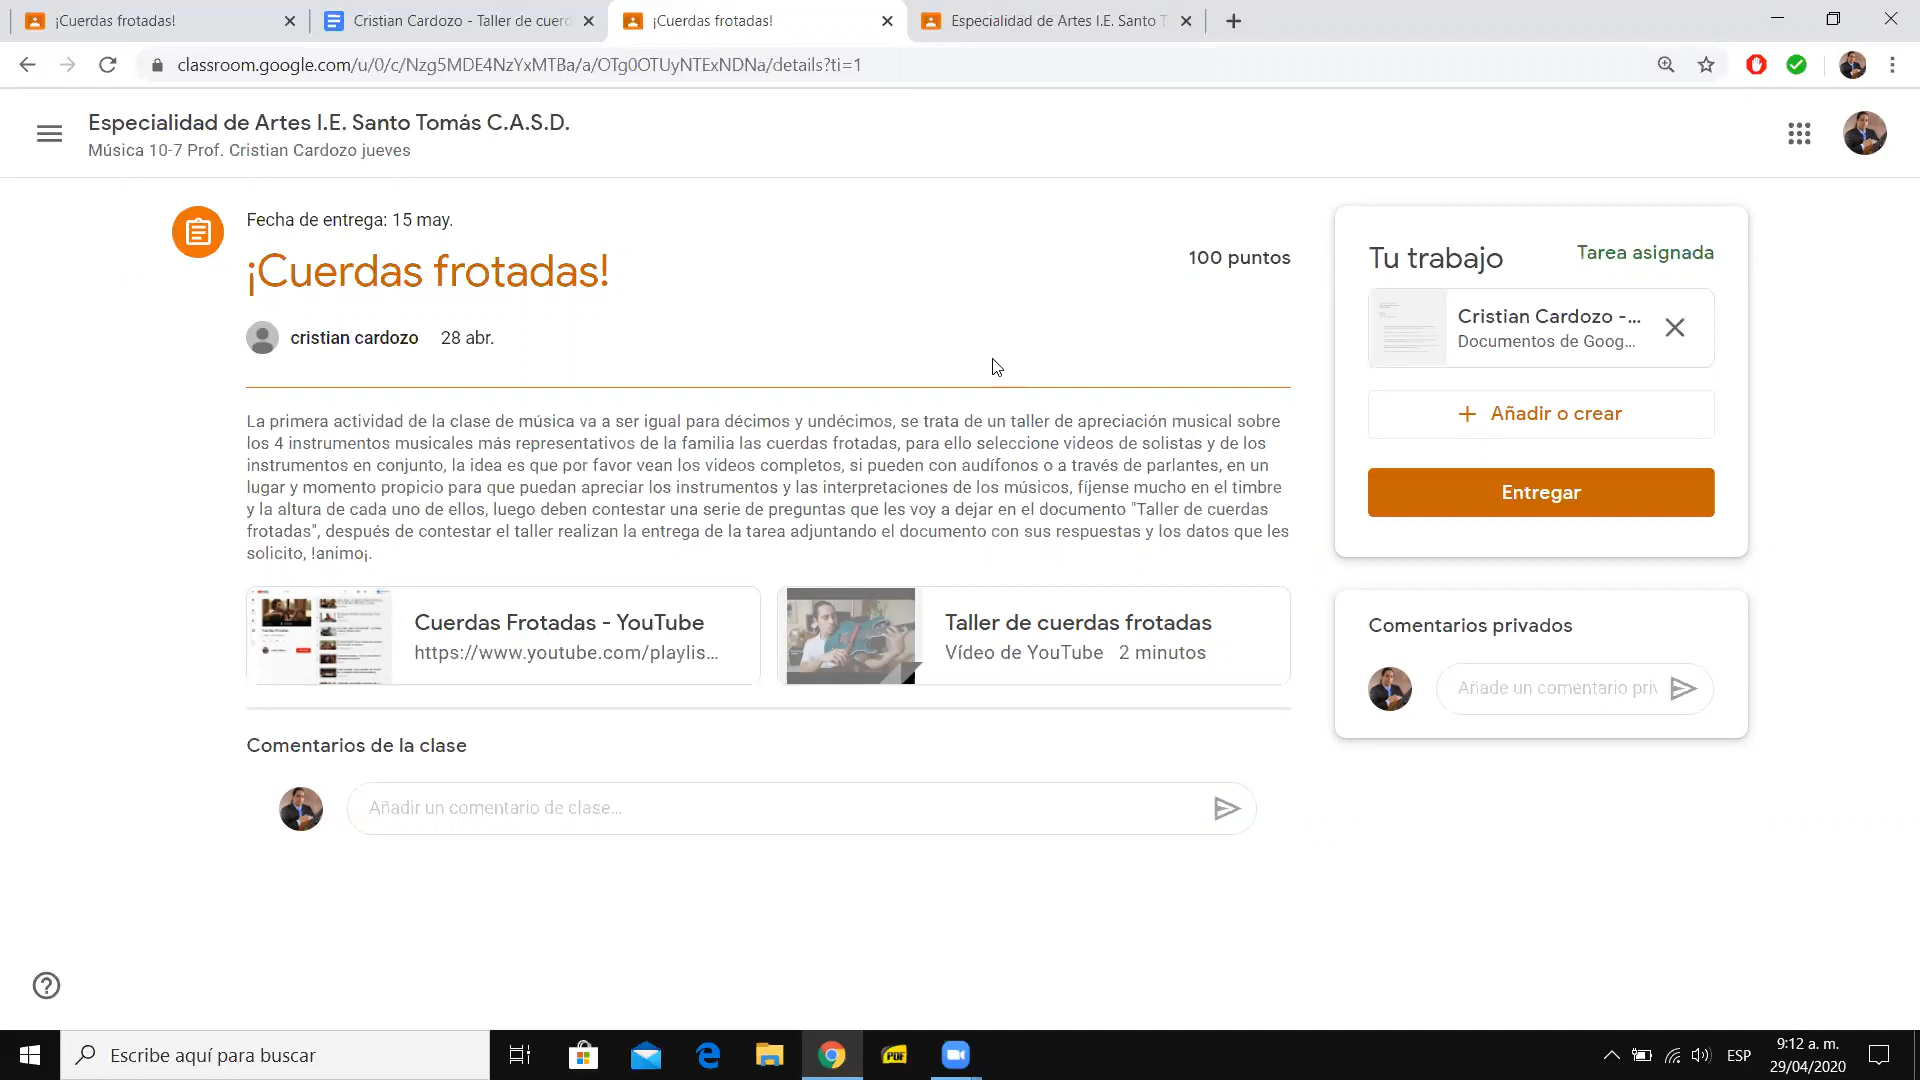 ¡Cuerdas frotadas!
Cristian Cardozo - Taller de cuerd
¡Cuerdas frotadas!
Especialidad de Artes I.E. Santo T
classroom.google.com/u/0/c/Nzg5MDE4NzYxMTBa/a/OTg0OTUyNTExNDNa/details?ti=1
Especialidad de Artes I.E. Santo Tomás C.A.S.D.
Música 10-7 Prof. Cristian Cardozo jueves
Fecha de entrega: 15 may.
¡Cuerdas frotadas!
100 puntos
cristian cardozo 28 abr.
La primera actividad de la clase de música va a ser igual para décimos y undécimos, se trata de un taller de apreciación musical sobre
los 4 instrumentos musicales más representativos de la familia las cuerdas frotadas, para ello seleccione videos de solistas y de los
instrumentos en conjunto, la idea es que por favor vean los videos completos, si pueden con audífonos o a través de parlantes, en un
lugar y momento propicio para que puedan apreciar los instrumentos y las interpretaciones de los músicos, fíjense mucho en el timbre
y la altura de cada uno de ellos, luego deben contestar una serie de preguntas que les voy a dejar en el documento "Taller de cuerdas
frotadas", después de contestar el taller realizan la entrega de la tarea adjuntando el documento con sus respuestas y los datos que les
solicito, !animo¡.
Cuerdas Frotadas - YouTube
https://www.youtube.com/playlis...
Taller de cuerdas frotadas
Vídeo de YouTube 2 minutos
Comentarios de la clase
Añadir un comentario de clase...
Tu trabajo
Tarea asignada
Cristian Cardozo -...
Documentos de Goog...
Añadir o crear
Entregar
Comentarios privados
Añade un comentario priv
Escribe aquí para buscar
PDF
ESP
9:12 a. m.
29/04/2020